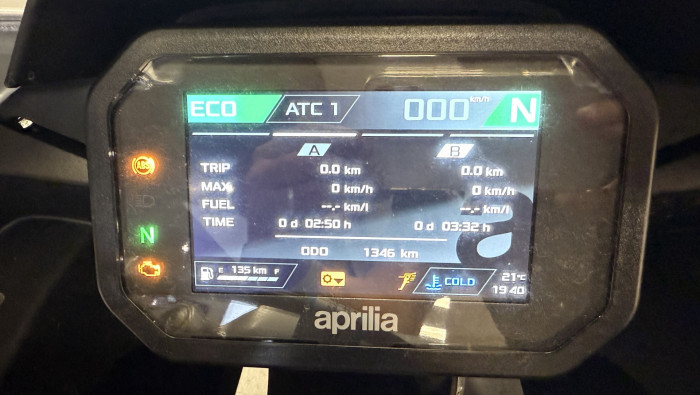 ECO ATC 1 000 km/h N
A B
TRIP 0.0 km 0.0 km
MAX 0 km/h 0 km/h
FUEL --.- km/l --.- km/l
TIME 0 d 02:50 h 0 d 03:32 h
ODO 1346 km
ABS
N
E 135 km F
COLD
21°C
19:40
aprilia